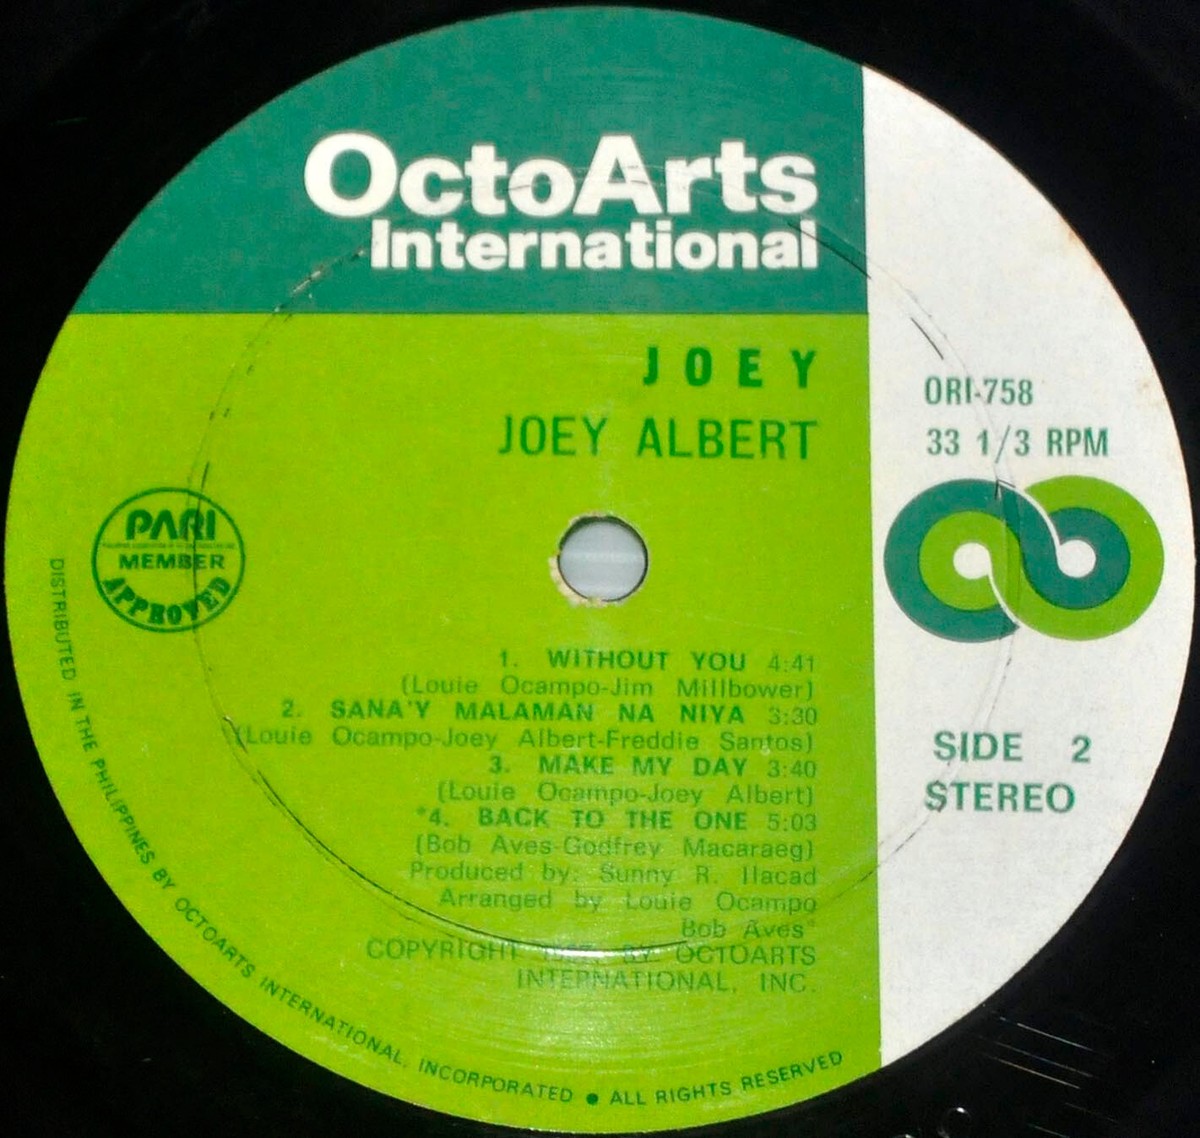 OctoArts
International
JOEY
JOEY ALBERT
ORI-758
33 1/3 RPM
PARI
MEMBER
APPROVED
1. WITHOUT YOU 4:41
(Louie Ocampo-Jim Millbower)
2. SANA'Y MALAMAN NA NIYA 3:30
(Louie Ocampo-Joey Albert-Freddie Santos)
3. MAKE MY DAY 3:40
(Louie Ocampo-Joey Albert)
*4. BACK TO THE ONE 5:03
(Bob Aves-Godfrey Macaraeg)
Produced by: Sunny R. Ilacad
Arranged by Louie Ocampo
Bob Aves*
COPYRIGHT BY OCTOARTS
INTERNATIONAL, INC.
SIDE 2
STEREO
DISTRIBUTED IN THE PHILIPPINES BY OCTOARTS INTERNATIONAL, INCORPORATED ● ALL RIGHTS RESERVED